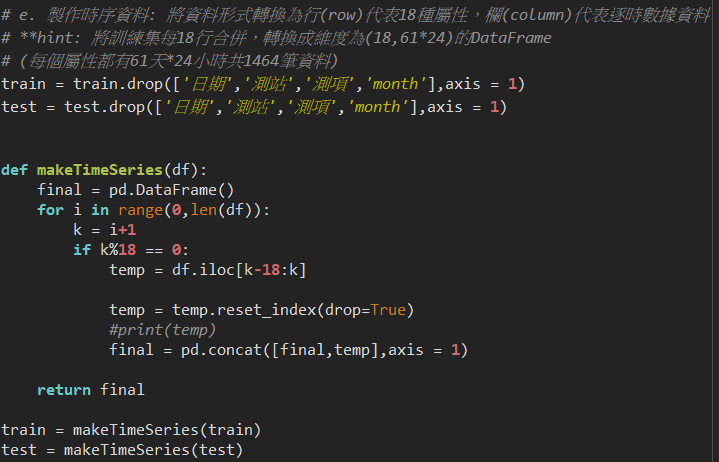 # e. 製作時序資料: 將資料形式轉換為行(row)代表18種屬性，欄(column)代表逐時數據資料
# **hint: 將訓練集每18行合併，轉換成維度為(18,61*24)的DataFrame
# (每個屬性都有61天*24小時共1464筆資料)
train = train.drop(['日期','測站','測項','month'],axis = 1)
test = test.drop(['日期','測站','測項','month'],axis = 1)
def makeTimeSeries(df):
    final = pd.DataFrame()
    for i in range(0,len(df)):
        k = i+1
        if k%18 == 0:
            temp = df.iloc[k-18:k]
            temp = temp.reset_index(drop=True)
            #print(temp)
            final = pd.concat([final,temp],axis = 1)
    return final
train = makeTimeSeries(train)
test = makeTimeSeries(test)